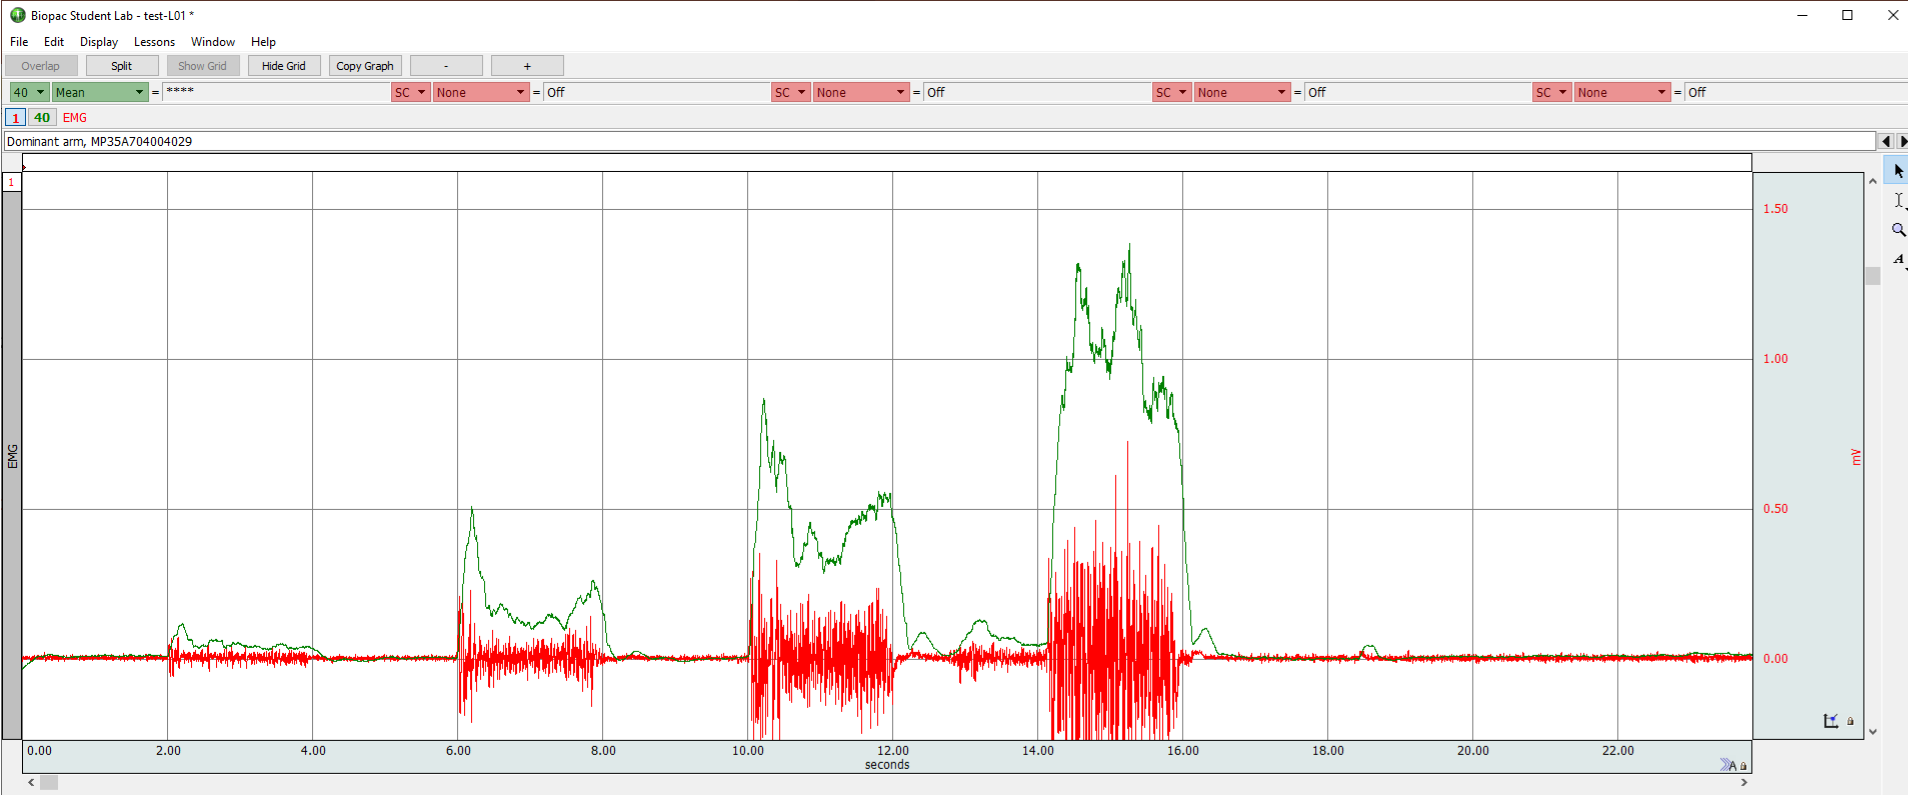 Biopac Student Lab - test-L01 *
File Edit Display Lessons Window Help
Overlap Split Show Grid Hide Grid Copy Graph - +
40 Mean = **** SC None = Off SC None = Off SC None = Off SC None = Off
1 40 EMG
Dominant arm, MP35A704004029
1
1.50
1.00
EMG
mV
0.50
0.00
0.00 2.00 4.00 6.00 8.00 10.00 12.00 14.00 16.00 18.00 20.00 22.00
seconds
A
A